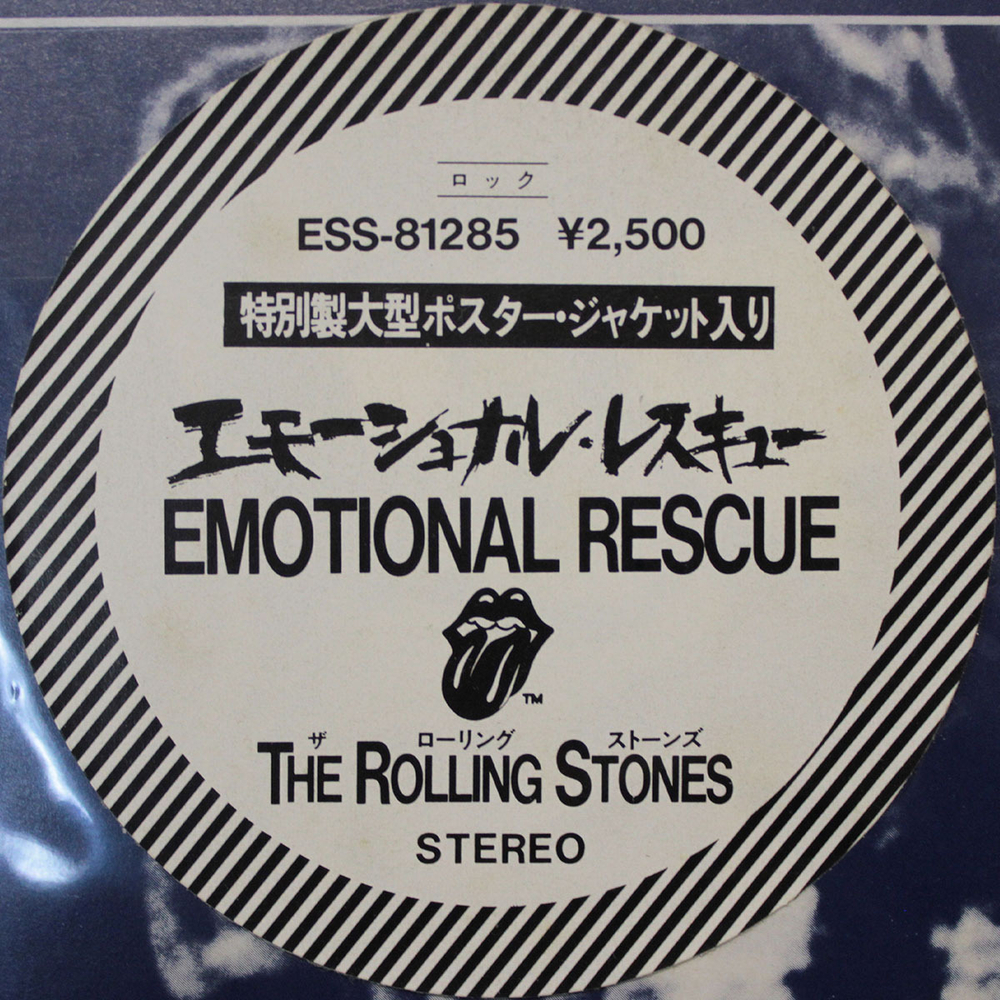 ロック
ESS-81285 ¥2,500
特別製大型ポスター・ジャケット入り
エモーショナル・レスキュー
EMOTIONAL RESCUE
TM
ザ ローリング ストーンズ
THE ROLLING STONES
STEREO